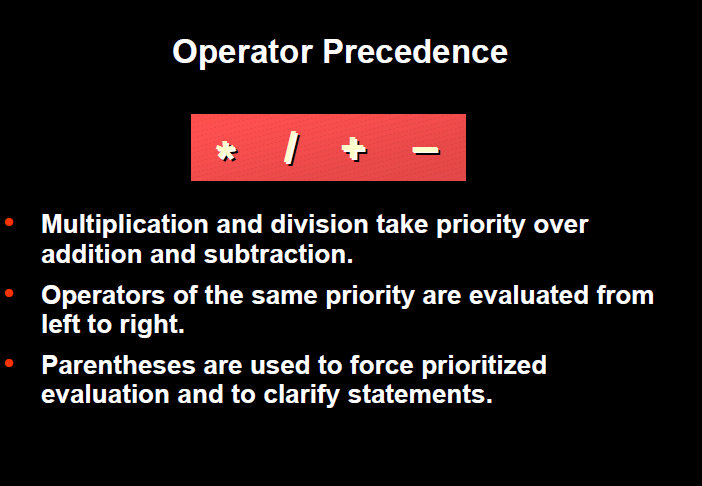 Operator Precedence
* / + –
• Multiplication and division take priority over
addition and subtraction.
• Operators of the same priority are evaluated from
left to right.
• Parentheses are used to force prioritized
evaluation and to clarify statements.